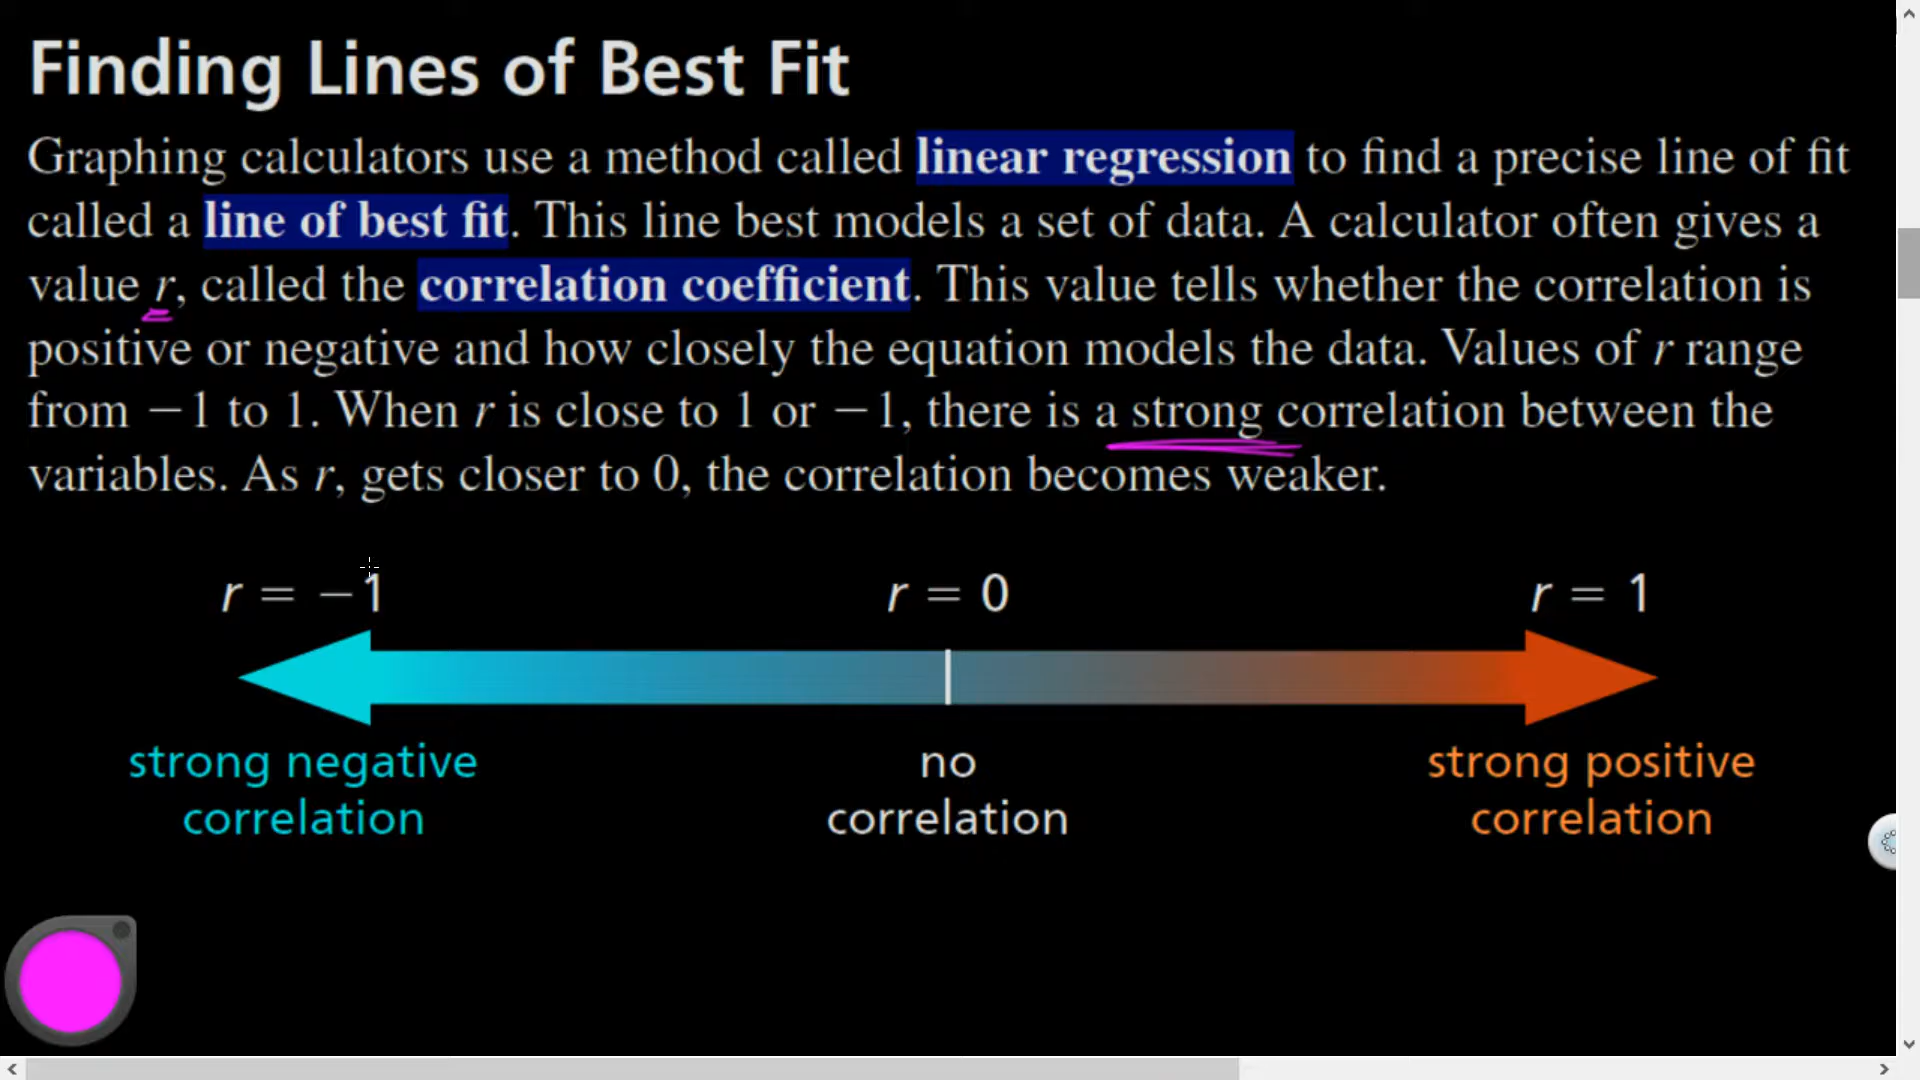 Finding Lines of Best Fit
Graphing calculators use a method called linear regression to find a precise line of fit
called a line of best fit. This line best models a set of data. A calculator often gives a
value r, called the correlation coefficient. This value tells whether the correlation is
positive or negative and how closely the equation models the data. Values of r range
from −1 to 1. When r is close to 1 or −1, there is a strong correlation between the
variables. As r, gets closer to 0, the correlation becomes weaker.
r = −1 r = 0 r = 1
strong negative no strong positive
correlation correlation correlation